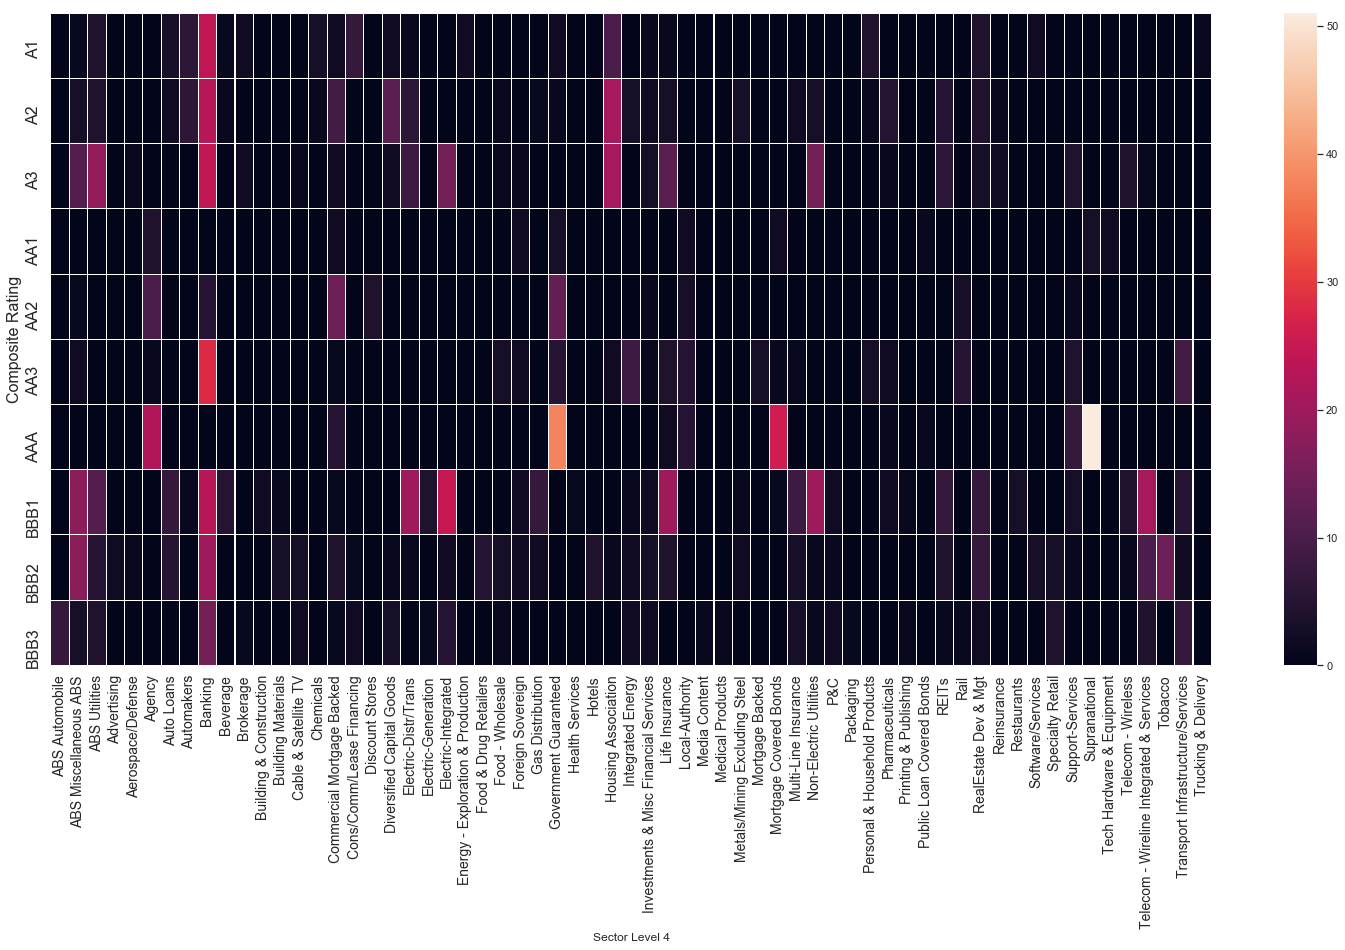 Composite Rating
A1
A2
A3
AA1
AA2
AA3
AAA
BBB1
BBB2
BBB3
ABS Automobile
ABS Miscellaneous ABS
ABS Utilities
Advertising
Aerospace/Defense
Agency
Auto Loans
Automakers
Banking
Beverage
Brokerage
Building & Construction
Building Materials
Cable & Satellite TV
Chemicals
Commercial Mortgage Backed
Cons/Comm/Lease Financing
Discount Stores
Diversified Capital Goods
Electric-Distr/Trans
Electric-Generation
Electric-Integrated
Energy - Exploration & Production
Food & Drug Retailers
Food - Wholesale
Foreign Sovereign
Gas Distribution
Government Guaranteed
Health Services
Hotels
Housing Association
Integrated Energy
Investments & Misc Financial Services
Life Insurance
Local-Authority
Media Content
Medical Products
Metals/Mining Excluding Steel
Mortgage Backed
Mortgage Covered Bonds
Multi-Line Insurance
Non-Electric Utilities
P&C
Packaging
Personal & Household Products
Pharmaceuticals
Printing & Publishing
Public Loan Covered Bonds
REITs
Rail
RealEstate Dev & Mgt
Reinsurance
Restaurants
Software/Services
Specialty Retail
Support-Services
Supranational
Tech Hardware & Equipment
Telecom - Wireless
Telecom - Wireline Integrated & Services
Tobacco
Transport Infrastructure/Services
Trucking & Delivery
Sector Level 4
50
40
30
20
10
0